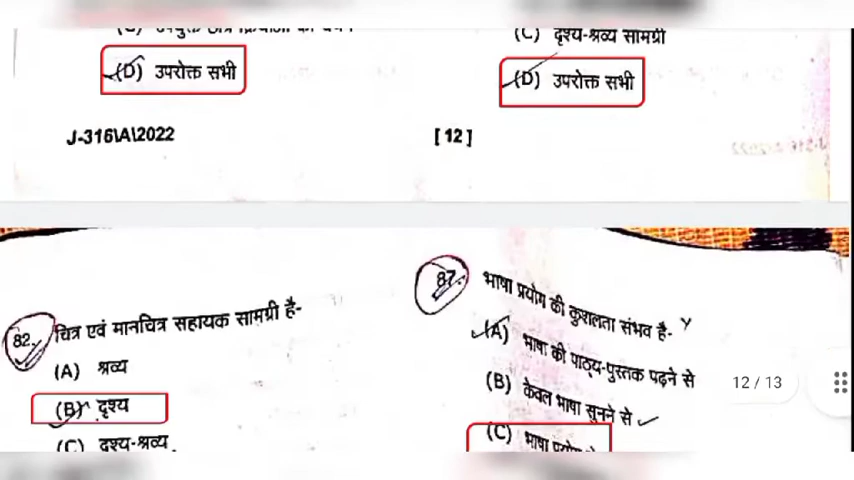 (D) उपरोक्त सभी
J-316\A\2022
(C) दृश्य-श्रव्य सामग्री
(D) उपरोक्त सभी
[ 12 ]
82. चित्र एवं मानचित्र सहायक सामग्री है-
(A) श्रव्य
(B) दृश्य
(C) दृश्य-श्रव्य
87. भाषा प्रयोग की कुशलता संभव है-
(A) भाषा की पाठ्य-पुस्तक पढ़ने से
(B) केवल भाषा सुनने से
(C) भाषा प्रयोग से
12 / 13